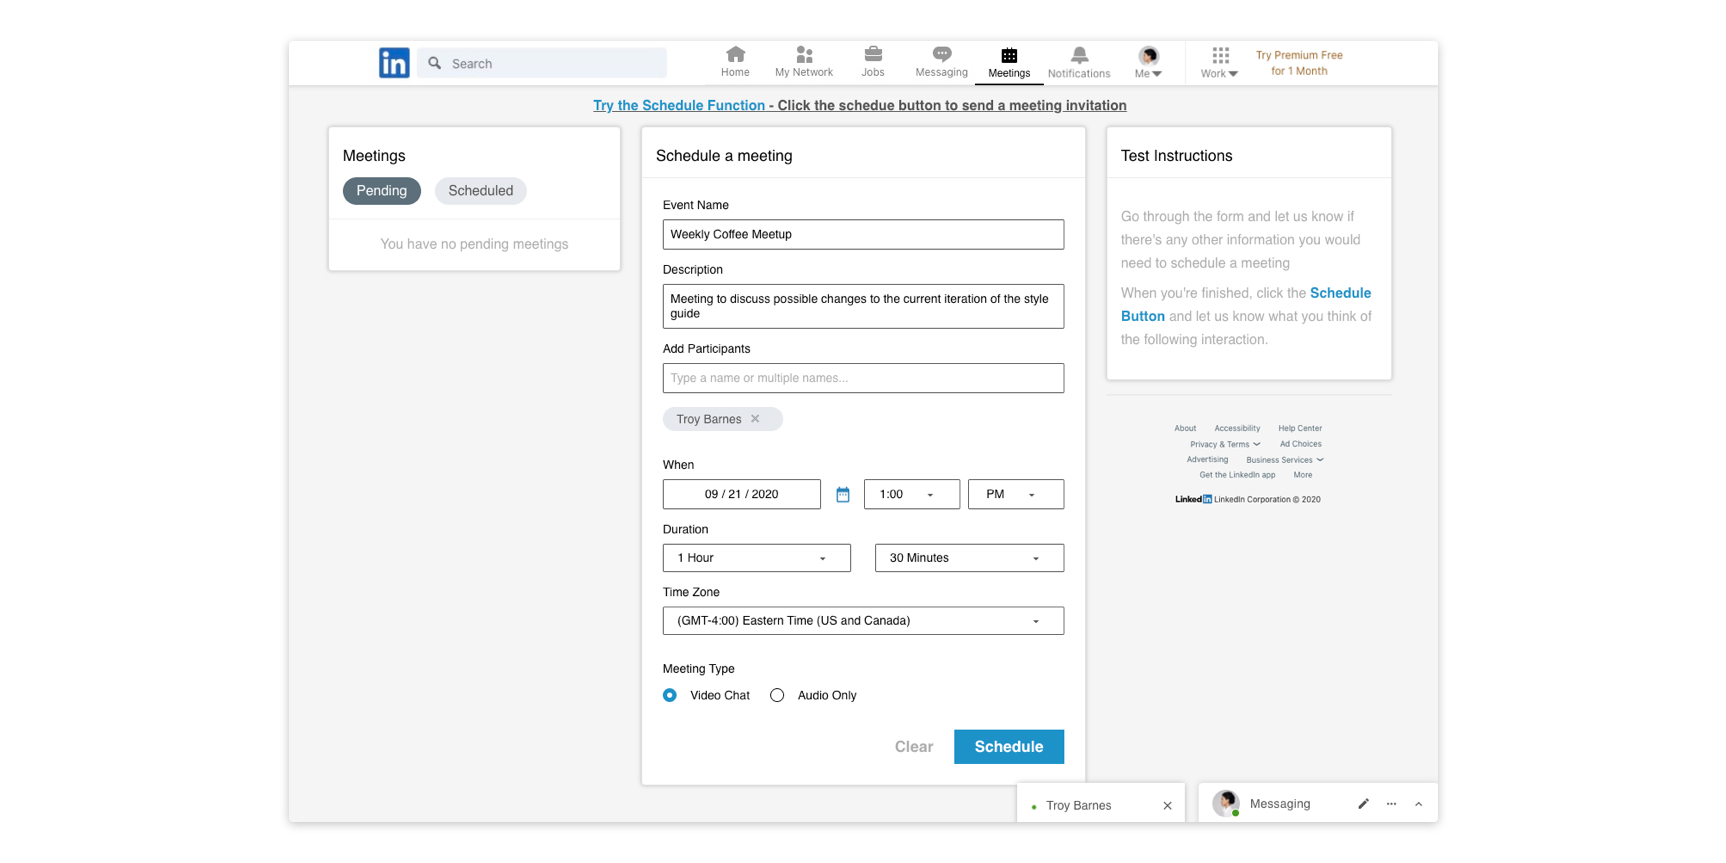 in
Search
Home
My Network
Jobs
Messaging
Meetings
Notifications
Me
Work
Try Premium Free
for 1 Month
Try the Schedule Function - Click the schedue button to send a meeting invitation
Meetings
Pending
Scheduled
You have no pending meetings
Schedule a meeting
Event Name
Weekly Coffee Meetup
Description
Meeting to discuss possible changes to the current iteration of the style
guide
Add Participants
Type a name or multiple names...
Troy Barnes
When
09 / 21 / 2020
1:00
PM
Duration
1 Hour
30 Minutes
Time Zone
(GMT-4:00) Eastern Time (US and Canada)
Meeting Type
Video Chat
Audio Only
Clear
Schedule
Test Instructions
Go through the form and let us know if
there's any other information you would
need to schedule a meeting
When you're finished, click the Schedule
Button and let us know what you think of
the following interaction.
About Accessibility Help Center
Privacy & Terms Ad Choices
Advertising Business Services
Get the LinkedIn app More
Linkedin LinkedIn Corporation © 2020
Troy Barnes
Messaging